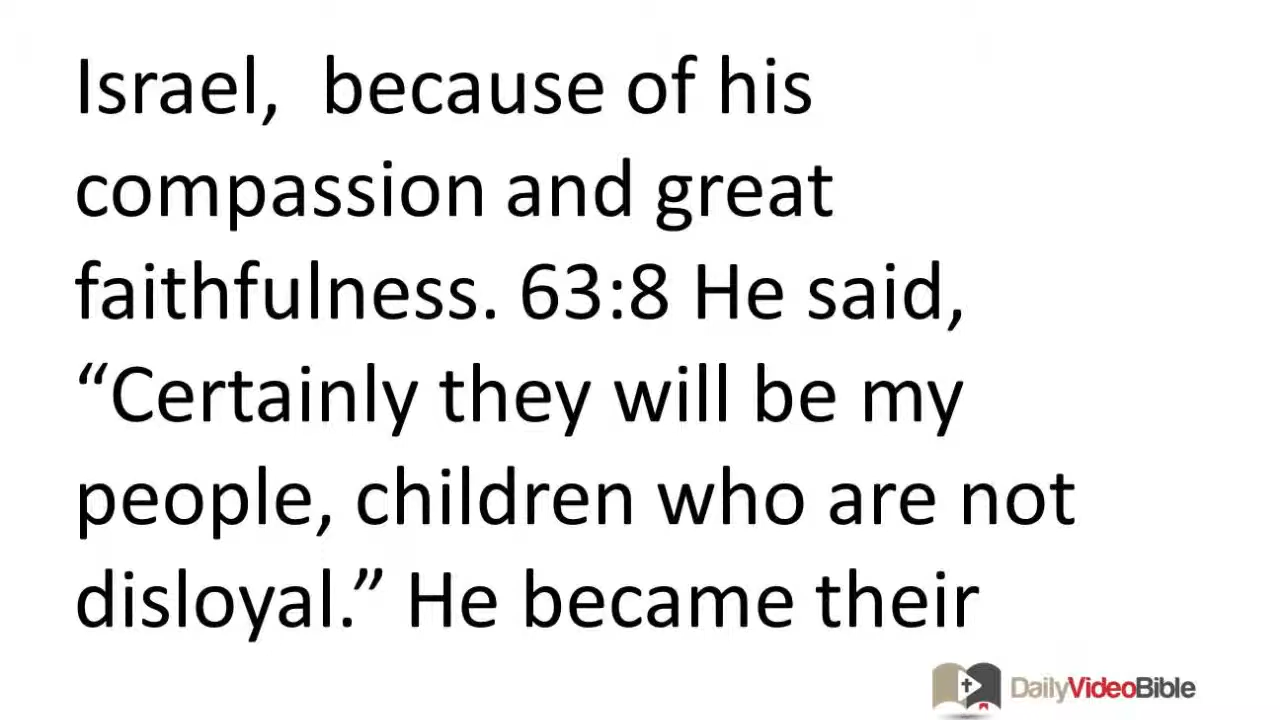 Israel,  because of his
compassion and great
faithfulness. 63:8 He said,
“Certainly they will be my
people, children who are not
disloyal.” He became their
DailyVideoBible